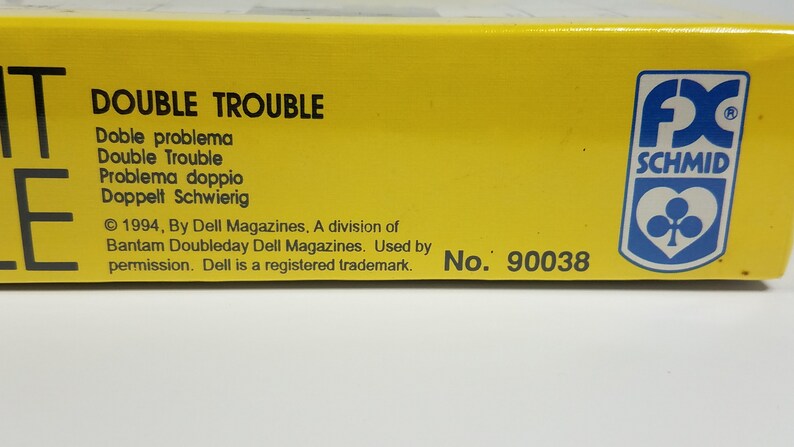 DOUBLE TROUBLE
Doble problema
Double Trouble
Problema doppio
Doppelt Schwierig
© 1994, By Dell Magazines, A division of
Bantam Doubleday Dell Magazines. Used by
permission. Dell is a registered trademark.
No. 90038
FX®
SCHMID